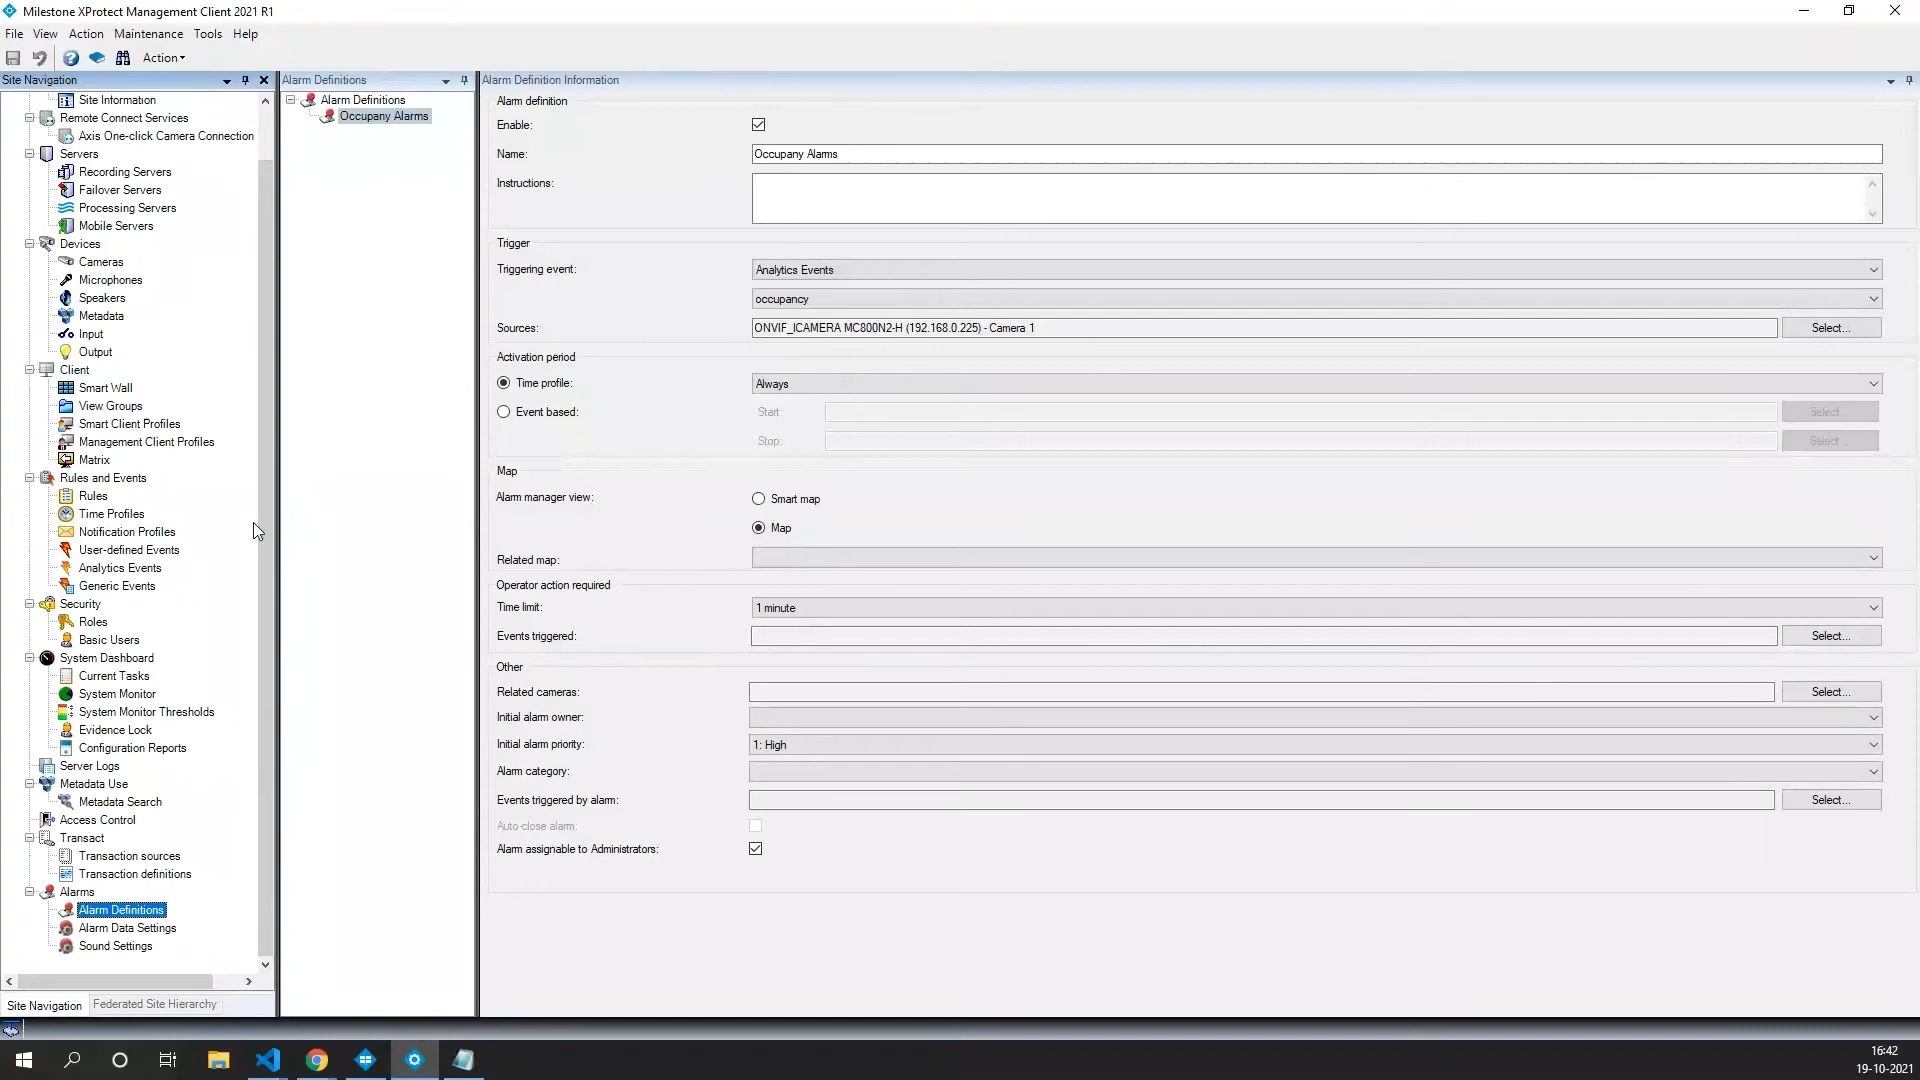 Milestone XProtect Management Client 2021 R1
File View Action Maintenance Tools Help
Action
Site Navigation
Site Information
Remote Connect Services
Axis One-click Camera Connection
Servers
Recording Servers
Failover Servers
Processing Servers
Mobile Servers
Devices
Cameras
Microphones
Speakers
Metadata
Input
Output
Client
Smart Wall
View Groups
Smart Client Profiles
Management Client Profiles
Matrix
Rules and Events
Rules
Time Profiles
Notification Profiles
User-defined Events
Analytics Events
Generic Events
Security
Roles
Basic Users
System Dashboard
Current Tasks
System Monitor
System Monitor Thresholds
Evidence Lock
Configuration Reports
Server Logs
Metadata Use
Metadata Search
Access Control
Transact
Transaction sources
Transaction definitions
Alarms
Alarm Definitions
Alarm Data Settings
Sound Settings
Site Navigation Federated Site Hierarchy
Alarm Definitions
Alarm Definitions
Occupany Alarms
Alarm Definition Information
Alarm definition
Enable:
Name: Occupany Alarms
Instructions:
Trigger
Triggering event: Analytics Events
occupancy
Sources: ONVIF_ICAMERA MC800N2-H (192.168.0.225) - Camera 1 Select...
Activation period
Time profile: Always
Event based: Start: Select...
Stop: Select...
Map
Alarm manager view: Smart map
Map
Related map:
Operator action required
Time limit: 1 minute
Events triggered: Select...
Other
Related cameras: Select...
Initial alarm owner:
Initial alarm priority: 1: High
Alarm category:
Events triggered by alarm: Select...
Auto-close alarm:
Alarm assignable to Administrators:
16:42
19-10-2021